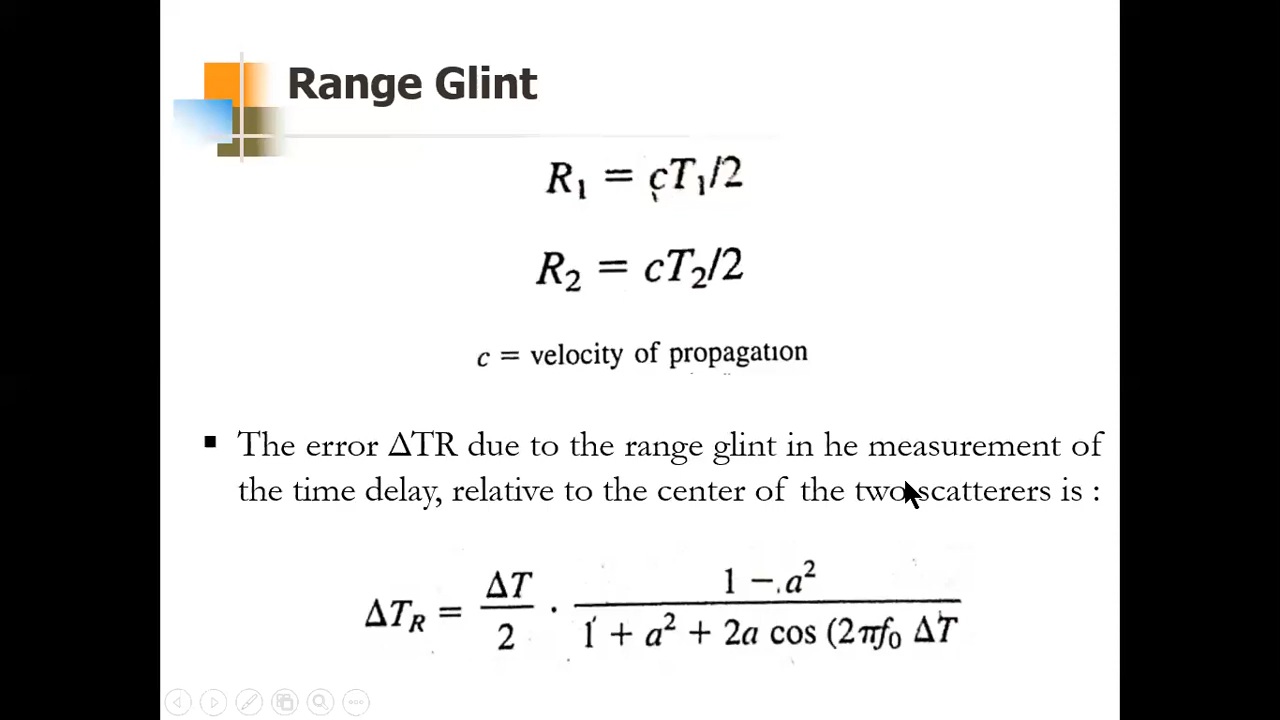 Range Glint
R₁ = cT₁/2
R₂ = cT₂/2
c = velocity of propagation
▪ The error ΔTR due to the range glint in he measurement of
the time delay, relative to the center of the two scatterers is :
ΔT_R = ΔT/2 · (1 − a²)/(1 + a² + 2a cos (2πf₀ ΔT